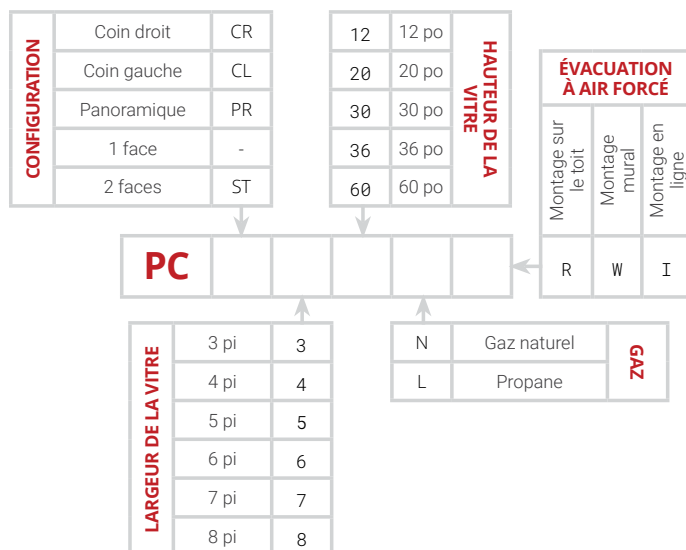 CONFIGURATION
Coin droit CR
Coin gauche CL
Panoramique PR
1 face -
2 faces ST
12 12 po
20 20 po
30 30 po
36 36 po
60 60 po
HAUTEUR DE LA
VITRE
ÉVACUATION
À AIR FORCÉ
Montage sur
le toit
Montage
mural
Montage en
ligne
R W I
PC
LARGEUR DE LA VITRE
3 pi 3
4 pi 4
5 pi 5
6 pi 6
7 pi 7
8 pi 8
N Gaz naturel
L Propane
GAZ